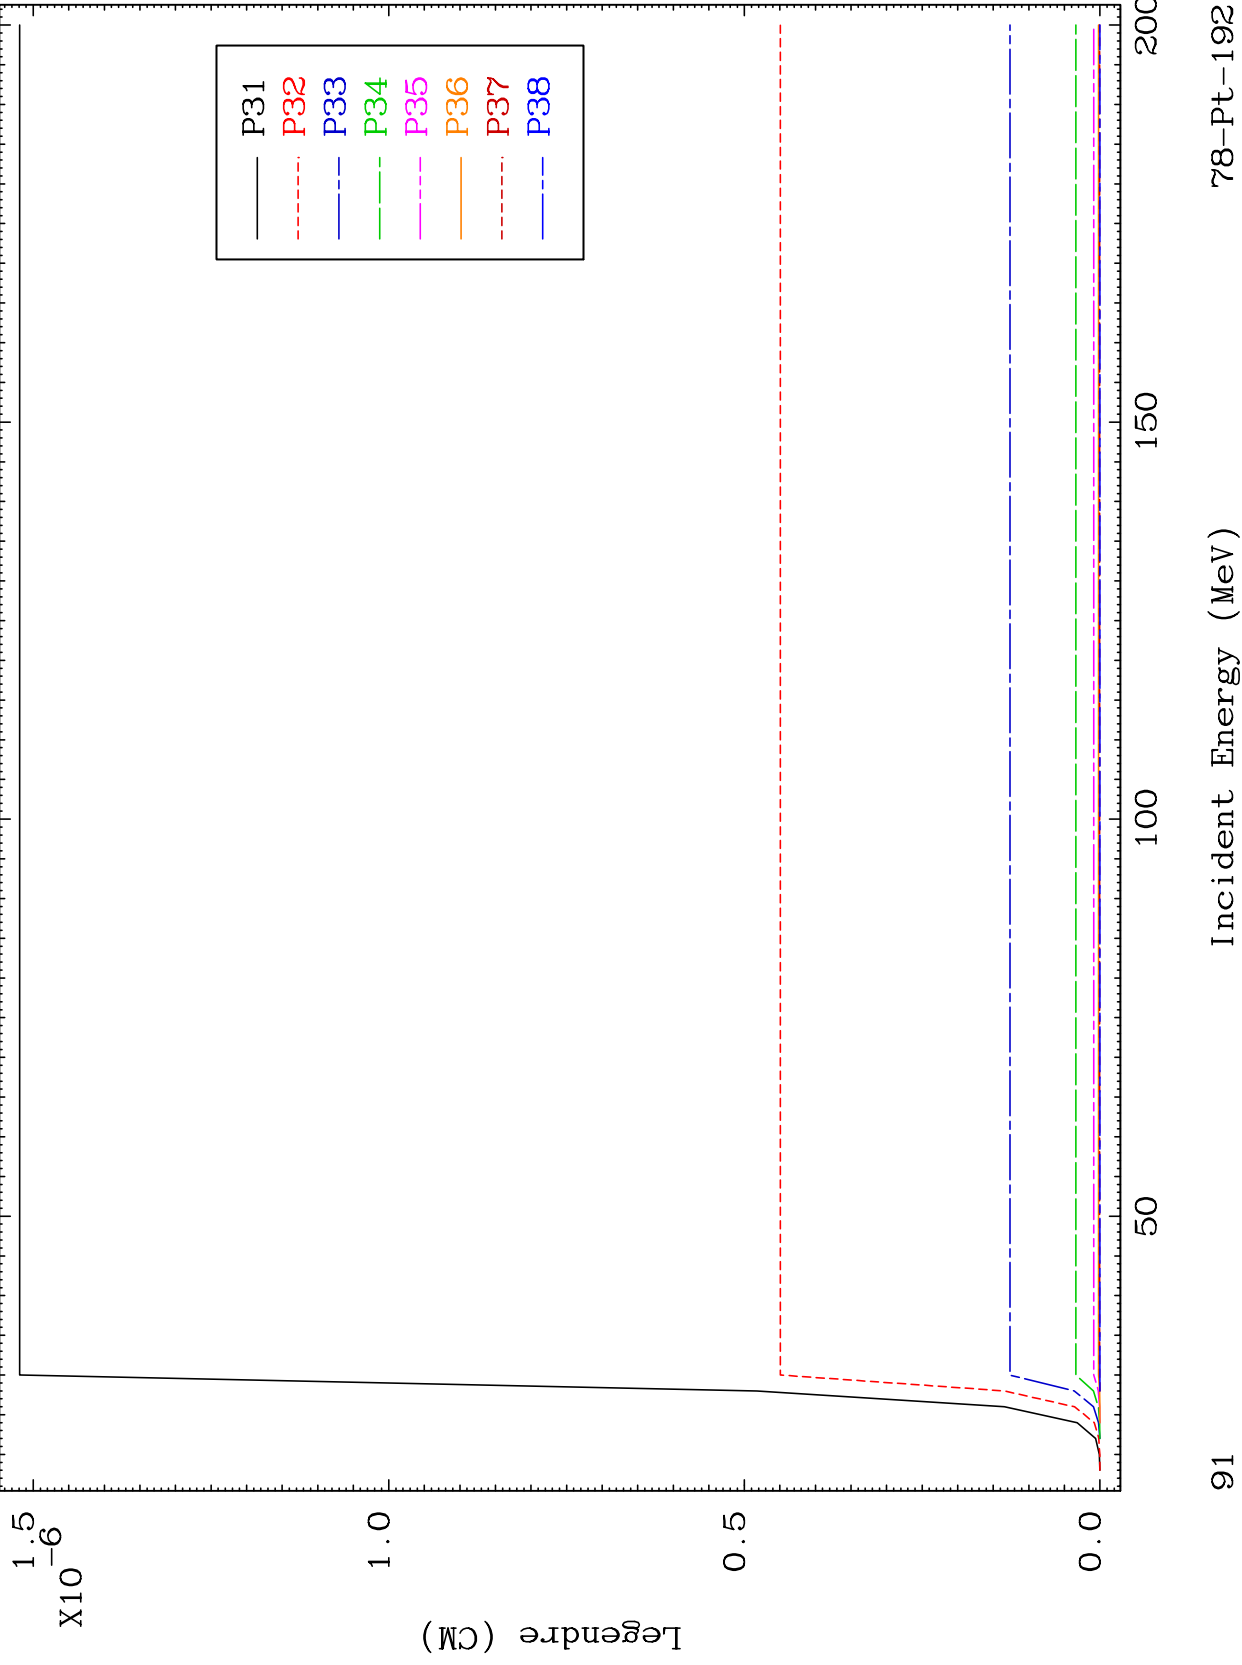 1.5
X10-6
1.0
0.5
0.0
Legendre (CM)
P31
P32
P33
P34
P35
P36
P37
P38
50
100
150
200
Incident Energy (MeV)
91
78-Pt-192